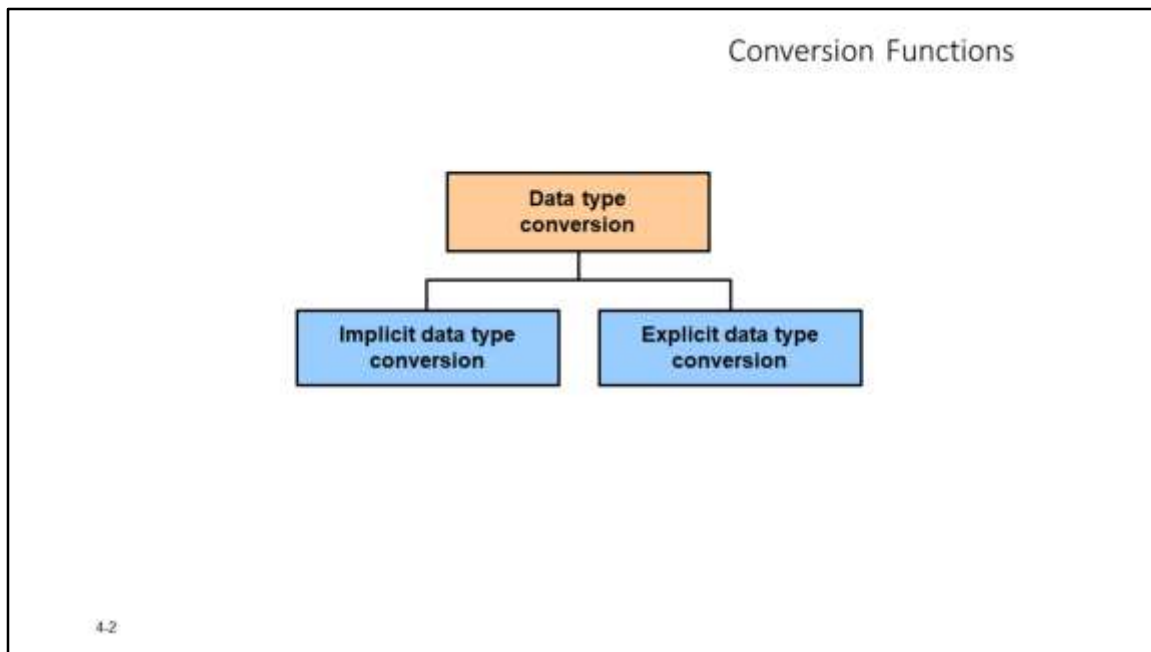 Conversion Functions
Data type
conversion
Implicit data type
conversion
Explicit data type
conversion
4-2